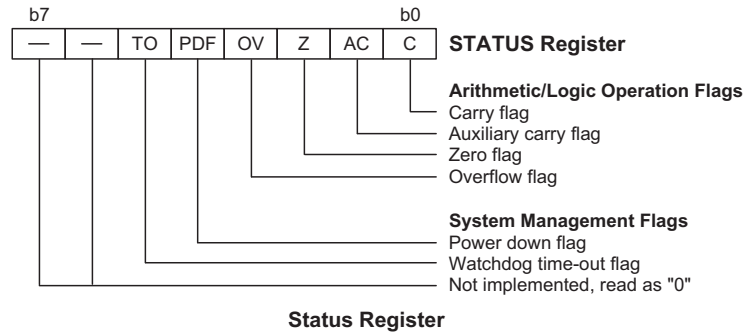 b7 b0
— — TO PDF OV Z AC C STATUS Register
Arithmetic/Logic Operation Flags
Carry flag
Auxiliary carry flag
Zero flag
Overflow flag
System Management Flags
Power down flag
Watchdog time-out flag
Not implemented, read as "0"
Status Register